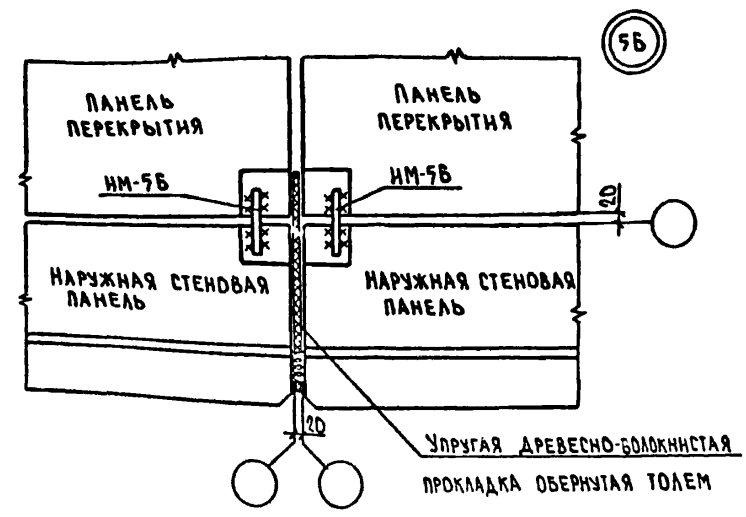 5Б
ПАНЕЛЬ
ПЕРЕКРЫТИЯ
ПАНЕЛЬ
ПЕРЕКРЫТИЯ
НМ-5Б
НМ-5Б
20
НАРУЖНАЯ СТЕНОВАЯ
ПАНЕЛЬ
НАРУЖНАЯ СТЕНОВАЯ
ПАНЕЛЬ
20
УПРУГАЯ ДРЕВЕСНО-ВОЛОКНИСТАЯ
ПРОКЛАДКА ОБЕРНУТАЯ ТОЛЕМ